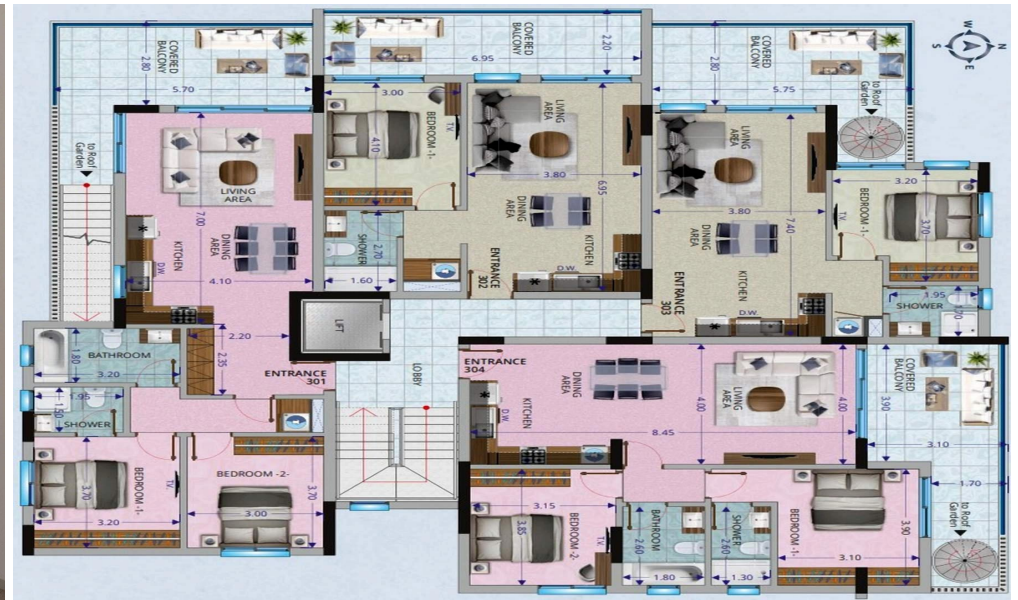 COVERED
BALCONY
2.80
5.70
to Roof
Garden
2.20
6.95
COVERED
BALCONY
2.80
5.75
to Roof
Garden
N
W
S
E
LIVING
AREA
7.00
DINING
AREA
KITCHEN
D.W.
4.10
*
3.00
4.10
BEDROOM -1-
T.V.
SHOWER
2.70
1.60
LIVING
AREA
3.80
6.95
DINING
AREA
KITCHEN
D.W.
*
ENTRANCE
302
LIVING
AREA
3.80
7.40
DINING
AREA
KITCHEN
D.W.
*
ENTRANCE
303
BEDROOM -1-
T.V.
3.20
3.70
SHOWER
1.95
1.70
LIFT
LOBBY
2.20
2.35
ENTRANCE
301
BATHROOM
1.80
3.20
1.95
1.50
SHOWER
BEDROOM -1-
T.V.
3.70
3.20
BEDROOM -2-
3.70
3.00
ENTRANCE
304
*
D.W.
KITCHEN
DINING
AREA
LIVING
AREA
4.00
4.00
8.45
COVERED
BALCONY
3.90
3.10
1.70
to Roof
Garden
3.15
3.85
BEDROOM -2-
T.V.
BATHROOM
2.60
1.80
SHOWER
2.60
1.30
BEDROOM -1-
3.90
3.10